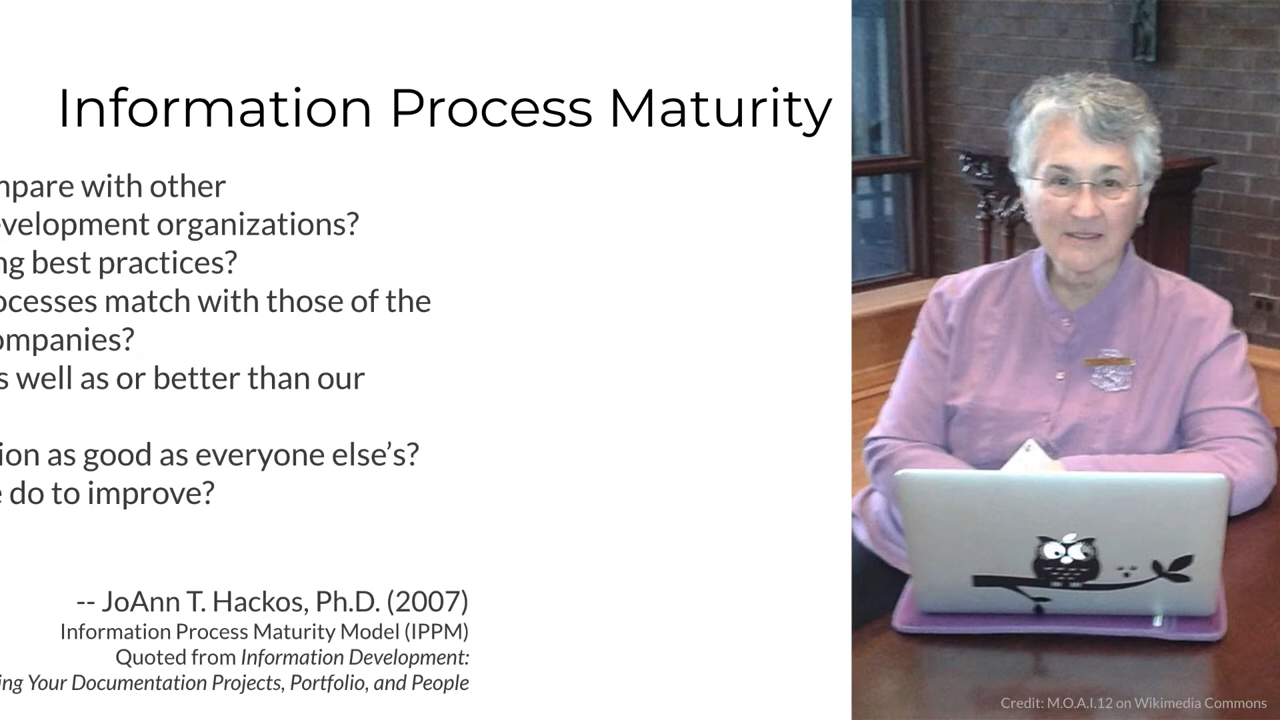 Information Process Maturity
mpare with other
evelopment organizations?
ng best practices?
ocesses match with those of the
ompanies?
s well as or better than our
ion as good as everyone else’s?
e do to improve?
-- JoAnn T. Hackos, Ph.D. (2007)
Information Process Maturity Model (IPPM)
Quoted from Information Development:
ing Your Documentation Projects, Portfolio, and People
Credit: M.O.A.I.12 on Wikimedia Commons